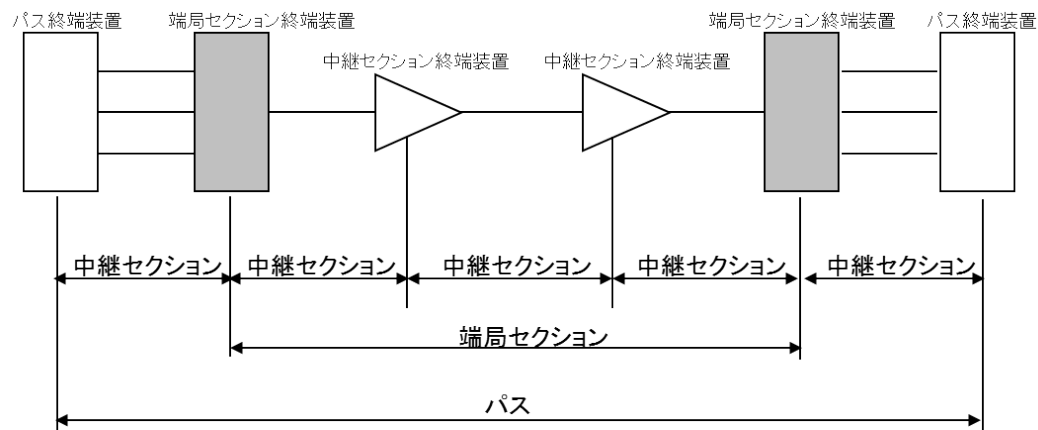 パス終端装置
端局セクション終端装置
端局セクション終端装置
パス終端装置
中継セクション終端装置
中継セクション終端装置
中継セクション
中継セクション
中継セクション
中継セクション
中継セクション
端局セクション
パス